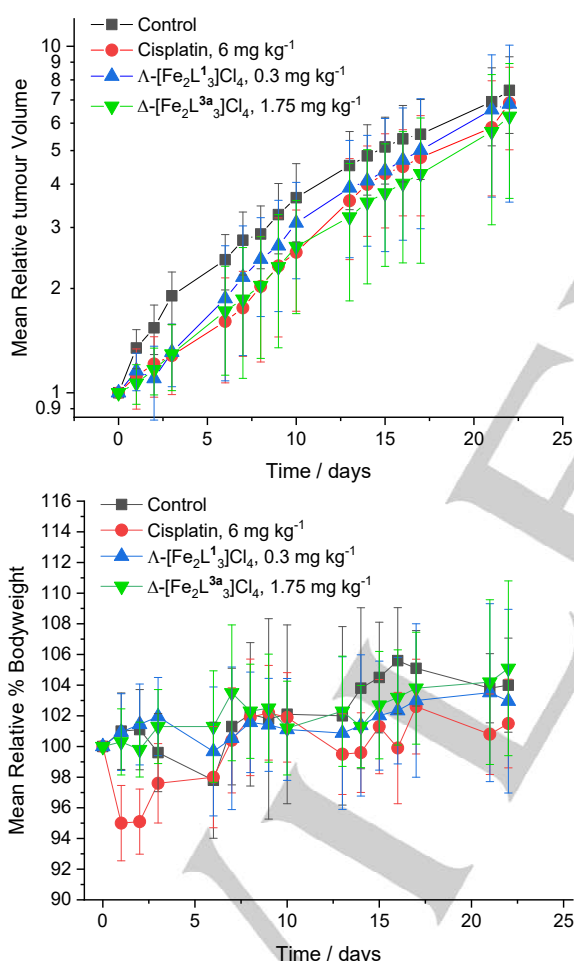 10
9
8
7
6
5
4
3
2
1
0.9
Mean Relative tumour Volume
Control
Cisplatin, 6 mg kg⁻¹
Λ-[Fe₂L¹₃]Cl₄, 0.3 mg kg⁻¹
Δ-[Fe₂L³ᵃ₃]Cl₄, 1.75 mg kg⁻¹
0 5 10 15 20 25
Time / days
116
114
112
110
108
106
104
102
100
98
96
94
92
90
Mean Relative % Bodyweight
Control
Cisplatin, 6 mg kg⁻¹
Λ-[Fe₂L¹₃]Cl₄, 0.3 mg kg⁻¹
Δ-[Fe₂L³ᵃ₃]Cl₄, 1.75 mg kg⁻¹
0 5 10 15 20 25
Time / days